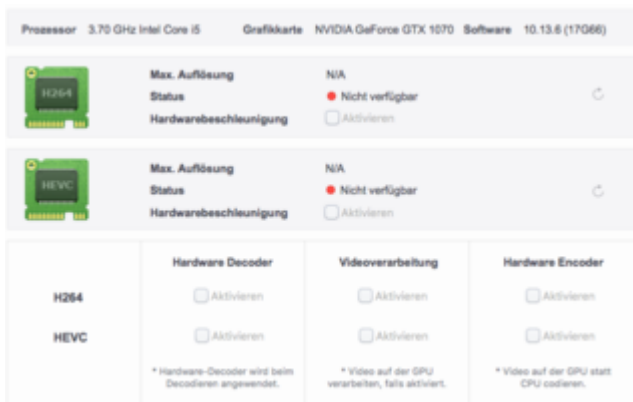 Prozessor 3.70 GHz Intel Core i5 Grafikkarte NVIDIA GeForce GTX 1070 Software 10.13.6 (17G66)
H264
Max. Auflösung N/A
Status Nicht verfügbar
Hardwarebeschleunigung Aktivieren
HEVC
Max. Auflösung N/A
Status Nicht verfügbar
Hardwarebeschleunigung Aktivieren
Hardware Decoder Videoverarbeitung Hardware Encoder
H264 Aktivieren Aktivieren Aktivieren
HEVC Aktivieren Aktivieren Aktivieren
* Hardware-Decoder wird beim * Video auf der GPU * Video auf der GPU statt
Decodieren angewendet. verarbeiten, falls aktiviert. CPU codieren.